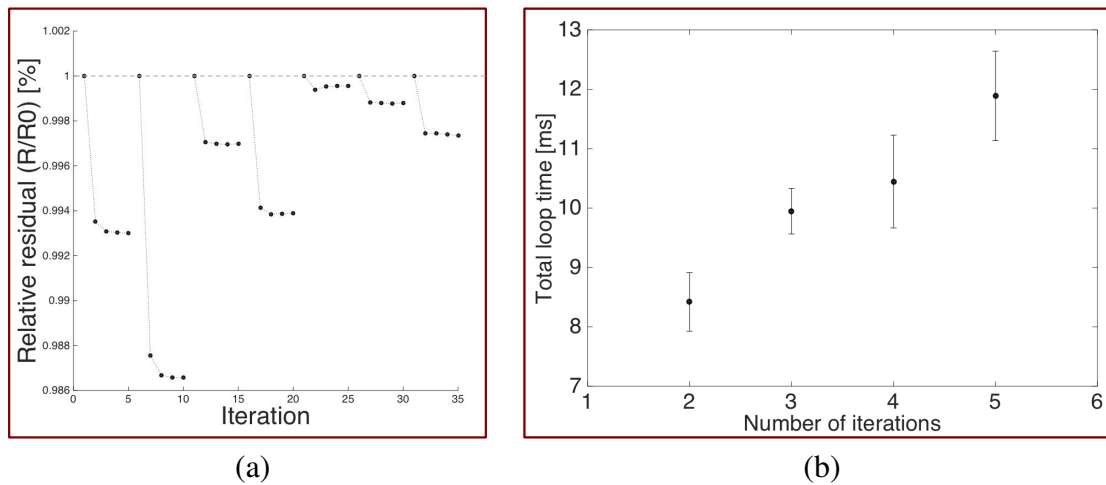 Relative residual (R/R0) [%]
1.002
1
0.998
0.996
0.994
0.992
0.99
0.988
0.986
0 5 10 15 20 25 30 35
Iteration
(a)
Total loop time [ms]
13
12
11
10
9
8
7
1 2 3 4 5 6
Number of iterations
(b)